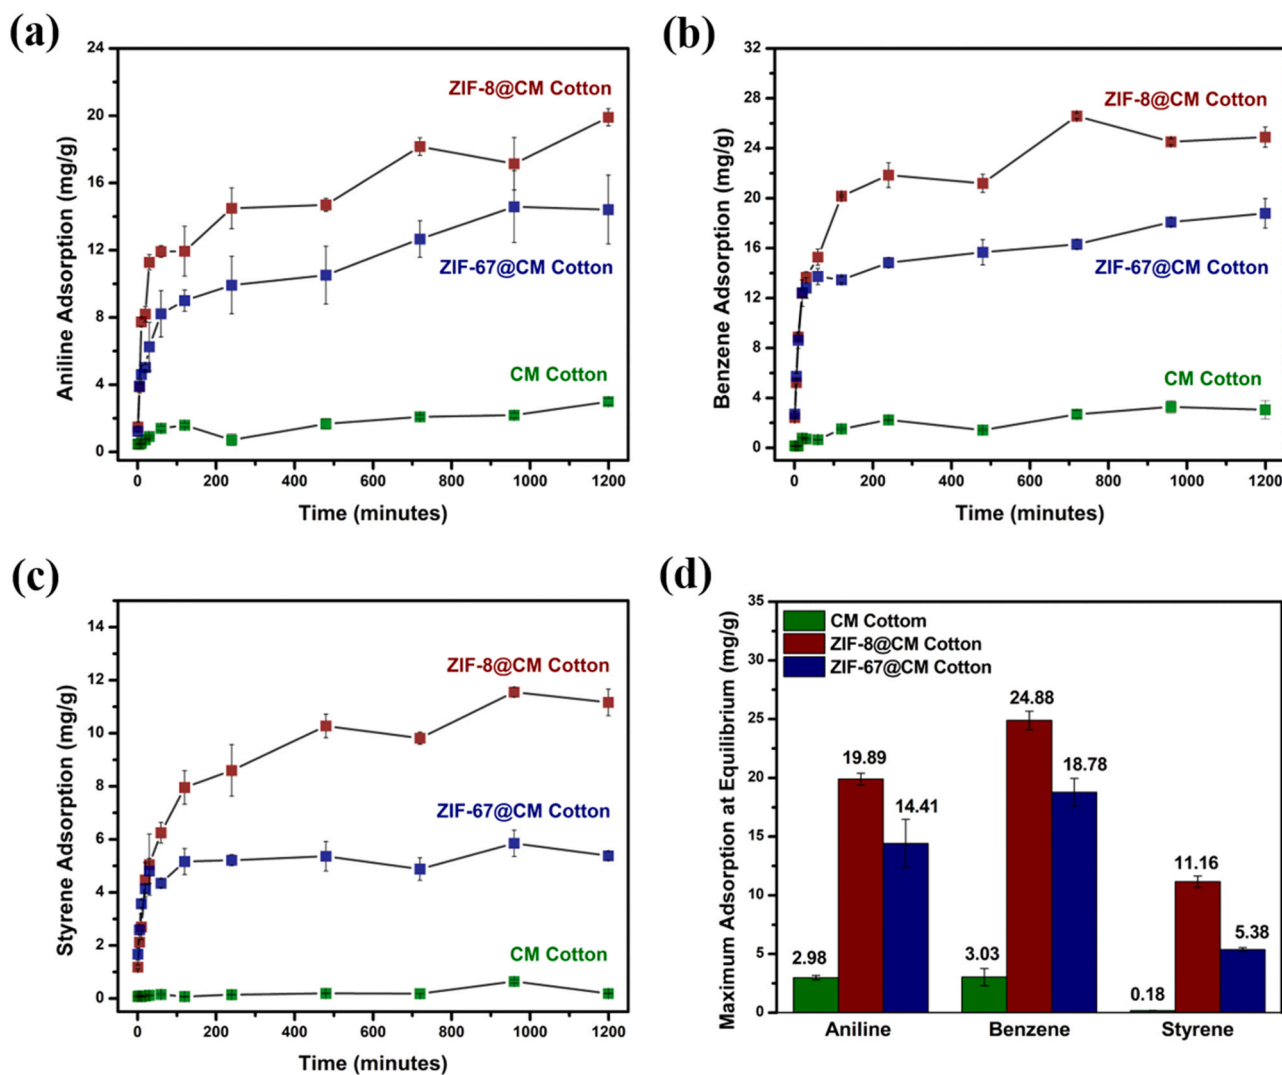 (a)
24
20
16
12
8
4
0
Aniline Adsorption (mg/g)
ZIF-8@CM Cotton
ZIF-67@CM Cotton
CM Cotton
0 200 400 600 800 1000 1200
Time (minutes)
(b)
32
28
24
20
16
12
8
4
0
Benzene Adsorption (mg/g)
ZIF-8@CM Cotton
ZIF-67@CM Cotton
CM Cotton
0 200 400 600 800 1000 1200
Time (minutes)
(c)
14
12
10
8
6
4
2
0
Styrene Adsorption (mg/g)
ZIF-8@CM Cotton
ZIF-67@CM Cotton
CM Cotton
0 200 400 600 800 1000 1200
Time (minutes)
(d)
35
30
25
20
15
10
5
0
Maximum Adsorption at Equilibrium (mg/g)
CM Cottom
ZIF-8@CM Cotton
ZIF-67@CM Cotton
2.98
19.89
14.41
3.03
24.88
18.78
0.18
11.16
5.38
Aniline Benzene Styrene